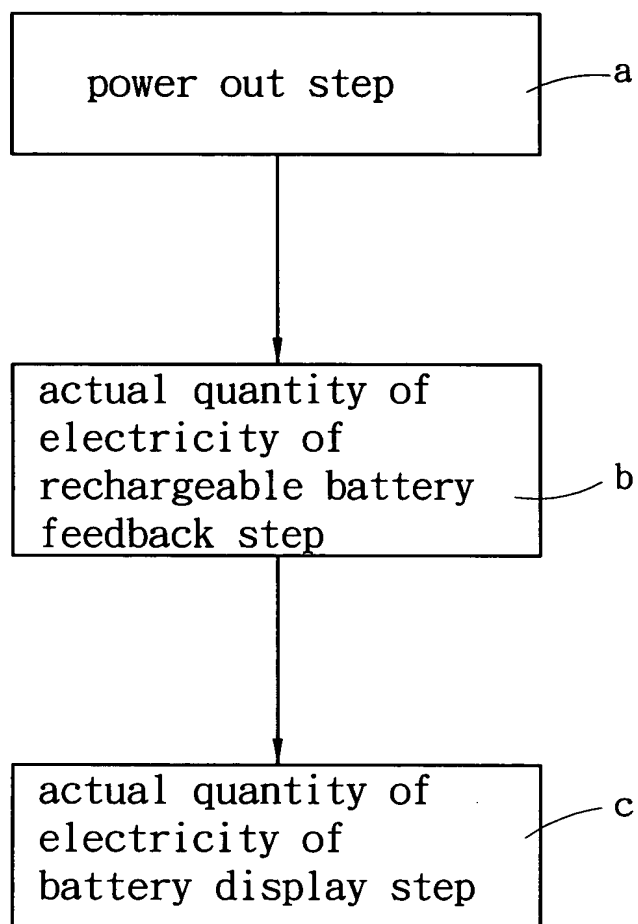 power out step
a
actual quantity of
electricity of
rechargeable battery
feedback step
b
actual quantity of
electricity of
battery display step
c